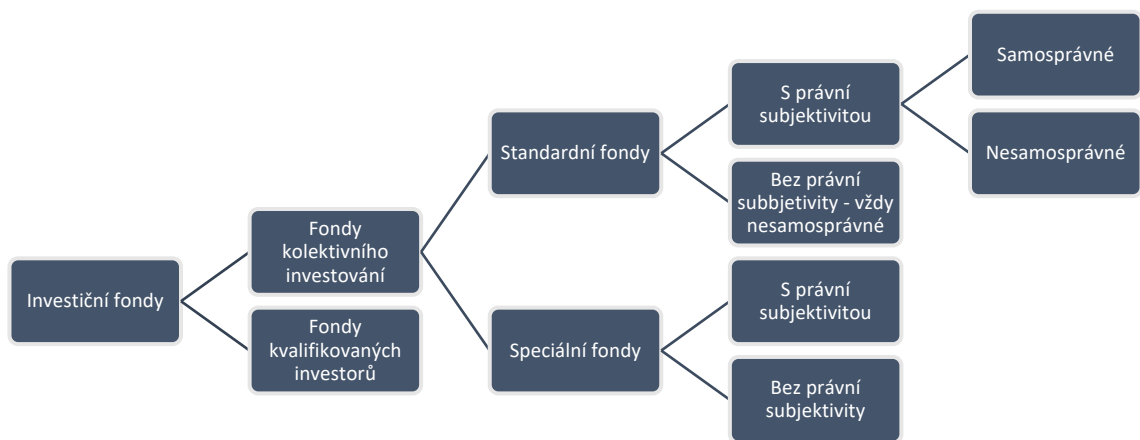 Investiční fondy
Fondy
kolektivního
investování
Fondy
kvalifikovaných
investorů
Standardní fondy
Speciální fondy
S právní
subjektivitou
Bez právní
subbjetivity - vždy
nesamosprávné
S právní
subjektivitou
Bez právní
subjektivity
Samosprávné
Nesamosprávné